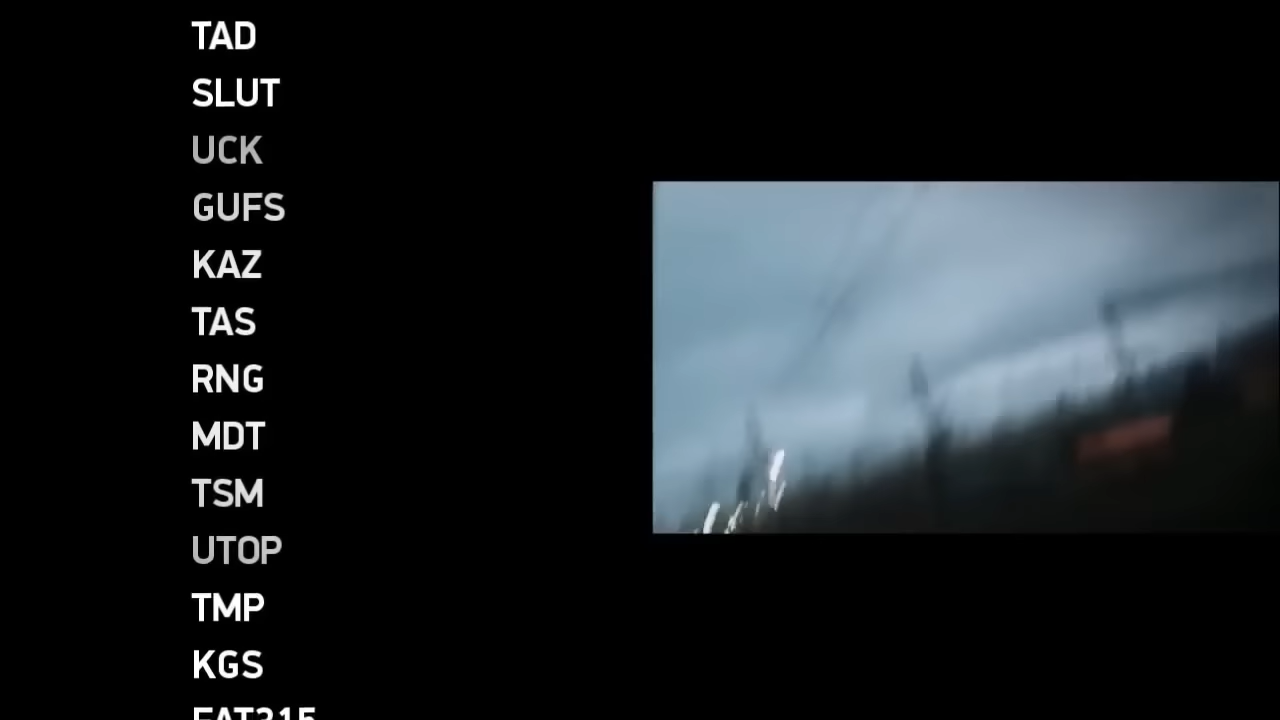 TAD
SLUT
UCK
GUFS
KAZ
TAS
RNG
MDT
TSM
UTOP
TMP
KGS